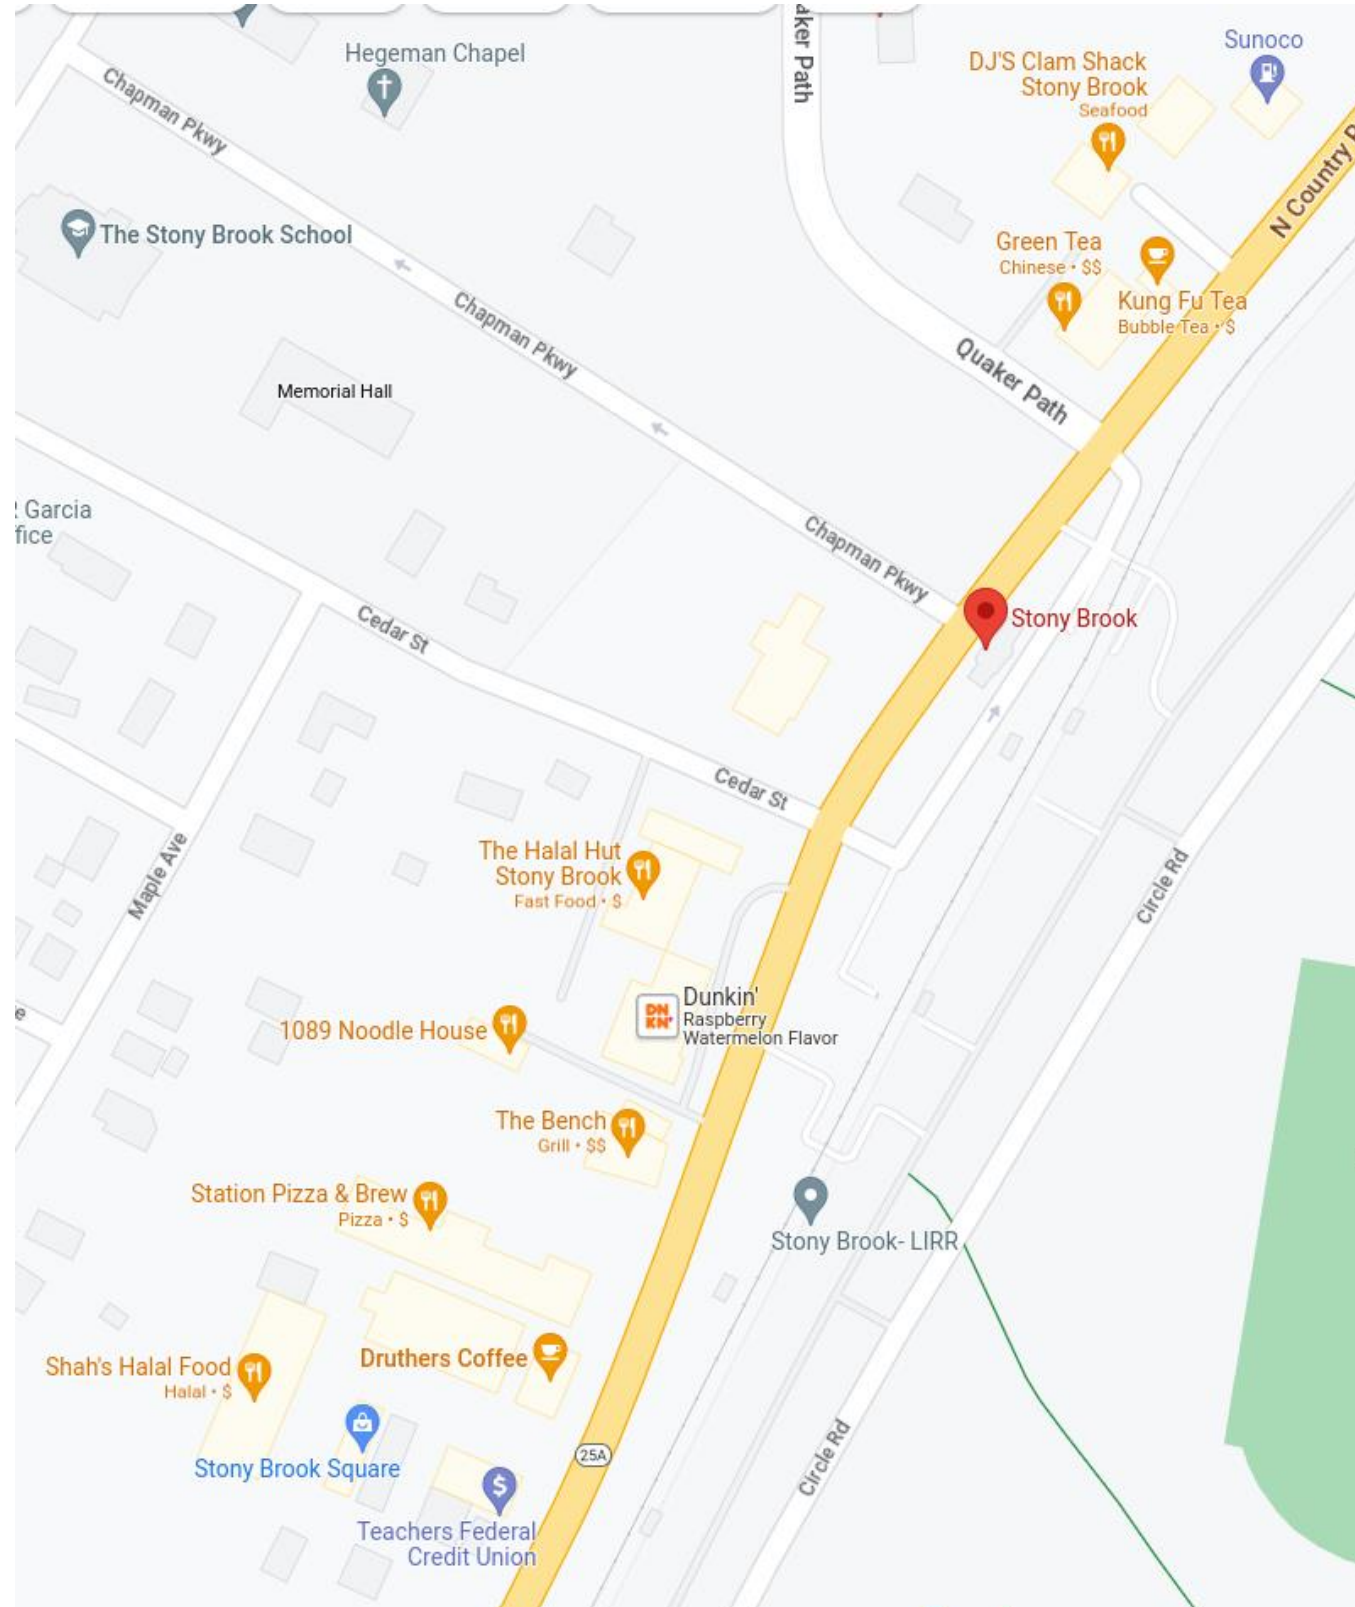 Hegeman Chapel
aker Path
Sunoco
DJ'S Clam Shack
Stony Brook
Seafood
Chapman Pkwy
N Country
The Stony Brook School
Green Tea
Chinese • $$
Kung Fu Tea
Bubble Tea • $
Chapman Pkwy
Quaker Path
Memorial Hall
Garcia
fice
Chapman Pkwy
Stony Brook
Cedar St
Cedar St
Maple Ave
The Halal Hut
Stony Brook
Fast Food • $
Circle Rd
Dunkin'
Raspberry
Watermelon Flavor
1089 Noodle House
The Bench
Grill • $$
Station Pizza & Brew
Pizza • $
Stony Brook- LIRR
Druthers Coffee
Shah's Halal Food
Halal • $
25A
Circle Rd
Stony Brook Square
Teachers Federal
Credit Union